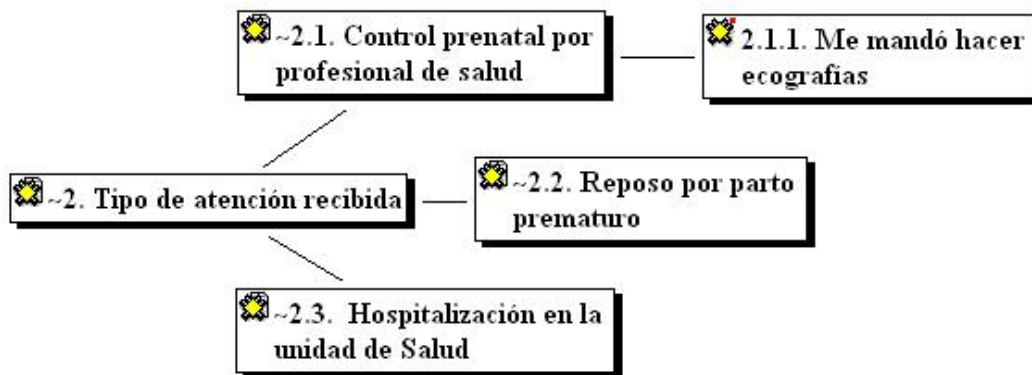 ~2.1. Control prenatal por
profesional de salud
2.1.1. Me mandó hacer
ecografías
~2. Tipo de atención recibida
~2.2. Reposo por parto
prematuro
~2.3. Hospitalización en la
unidad de Salud